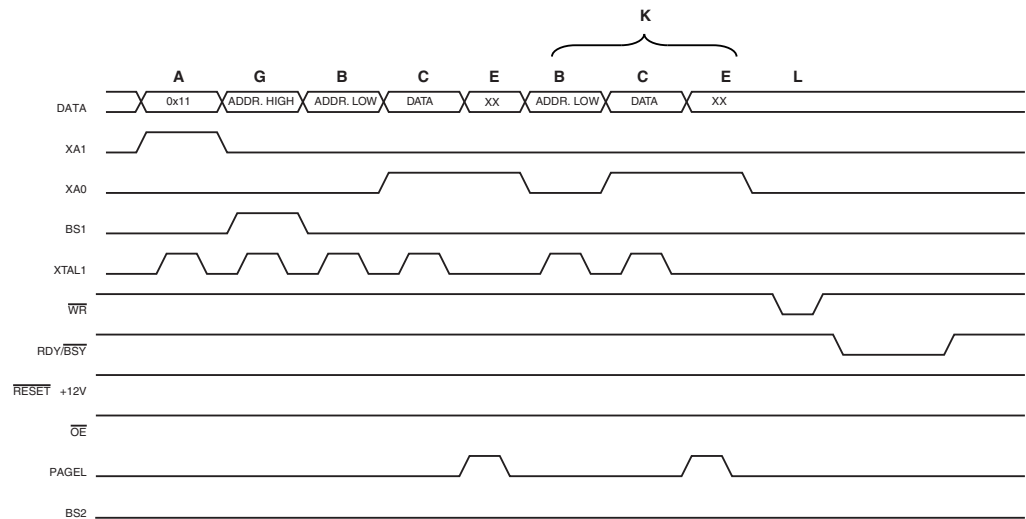 K
A G B C E B C E L
DATA 0x11 ADDR. HIGH ADDR. LOW DATA XX ADDR. LOW DATA XX
XA1
XA0
BS1
XTAL1
WR
RDY/BSY
RESET +12V
OE
PAGEL
BS2